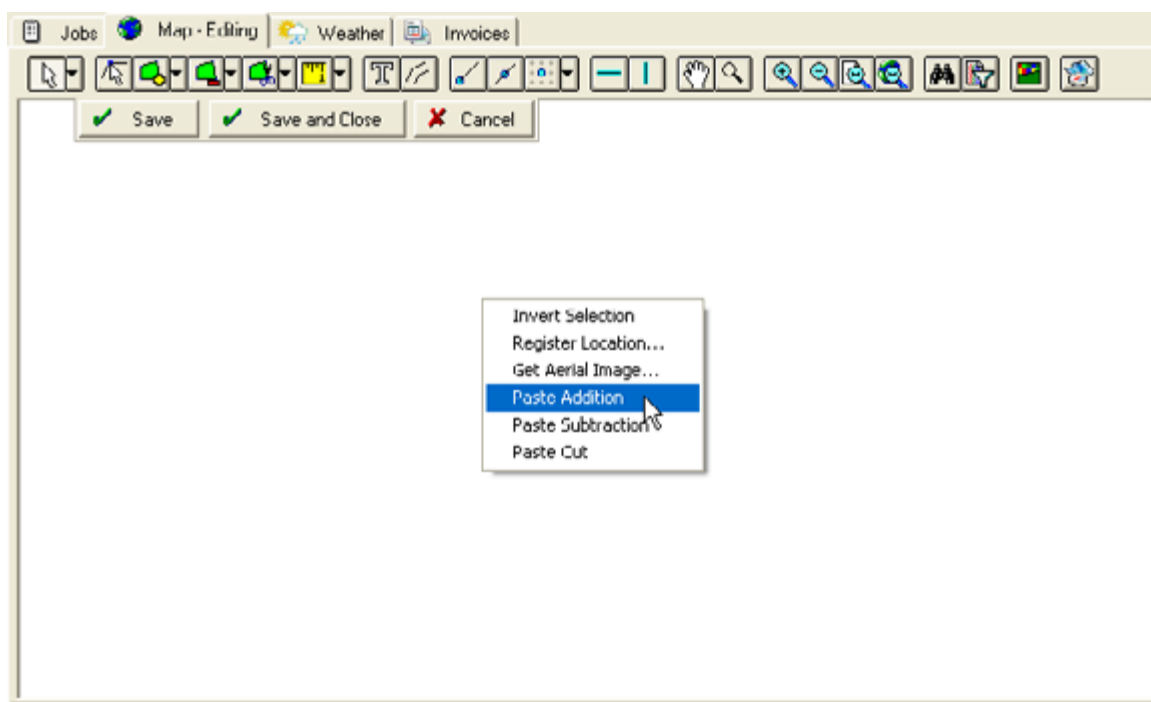 Jobs Map - Editing Weather Invoices
Save Save and Close Cancel
Invert Selection
Register Location...
Get Aerial Image...
Paste Addition
Paste Subtraction
Paste Cut